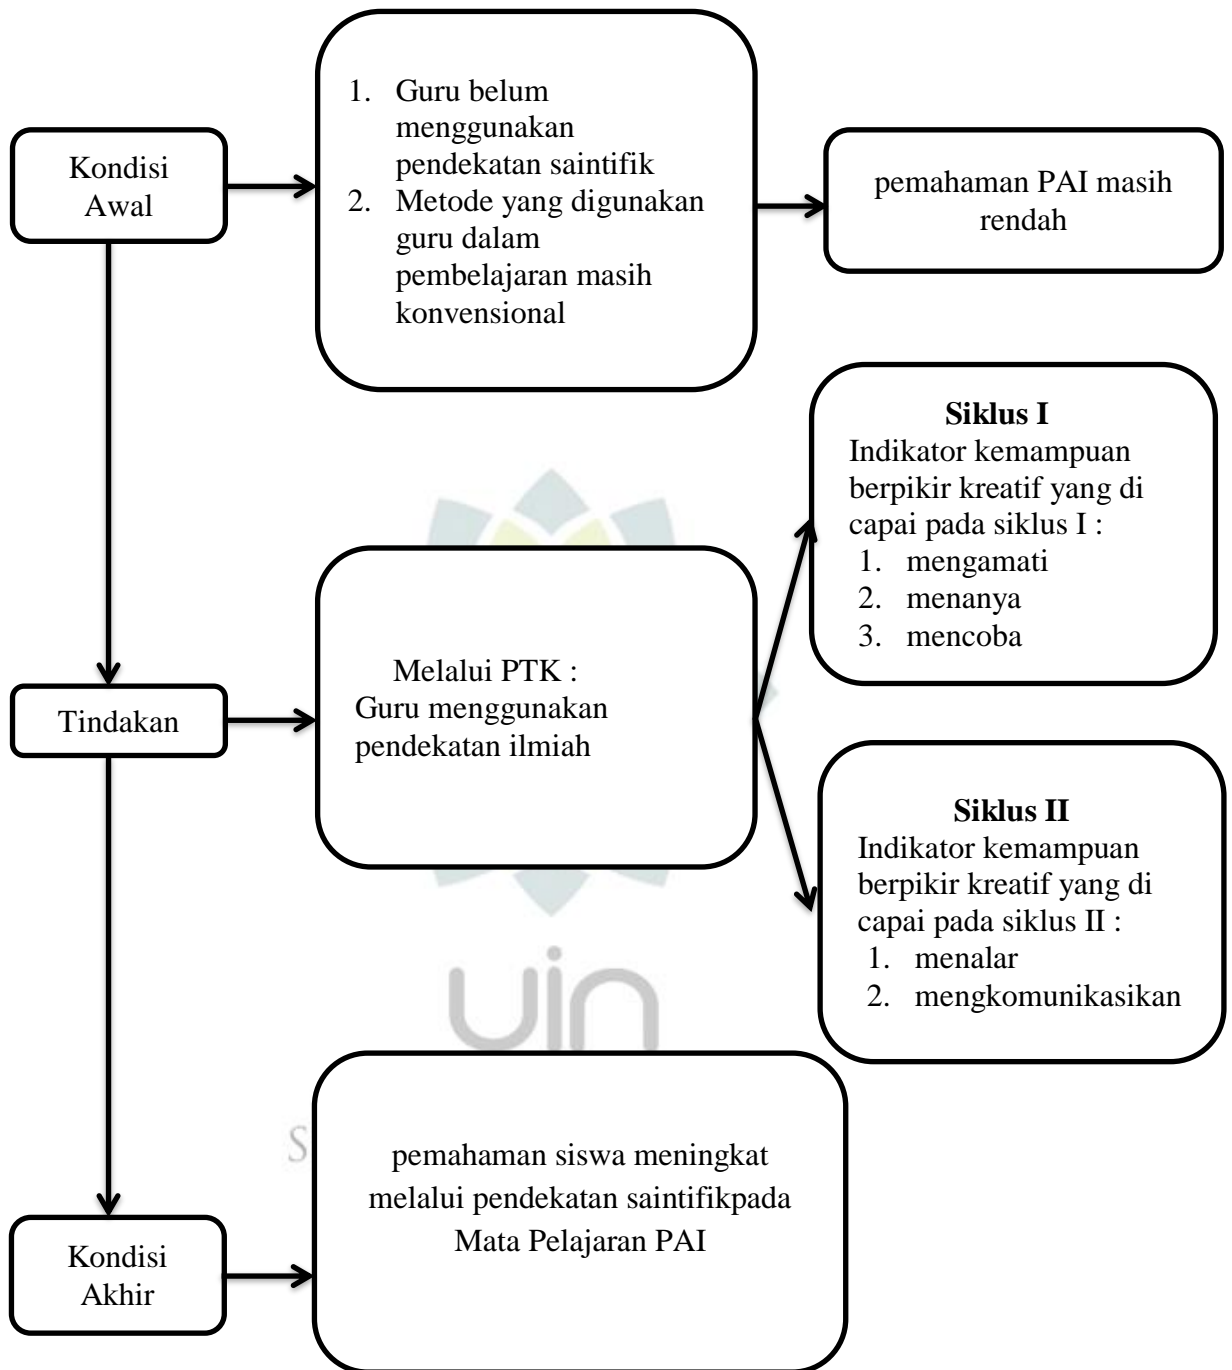 Kondisi
Awal
1. Guru belum
menggunakan
pendekatan saintifik
2. Metode yang digunakan
guru dalam
pembelajaran masih
konvensional
pemahaman PAI masih
rendah
Siklus I
Indikator kemampuan
berpikir kreatif yang di
capai pada siklus I :
1. mengamati
2. menanya
3. mencoba
Tindakan
Melalui PTK :
Guru menggunakan
pendekatan ilmiah
Siklus II
Indikator kemampuan
berpikir kreatif yang di
capai pada siklus II :
1. menalar
2. mengkomunikasikan
uin
S
Kondisi
Akhir
pemahaman siswa meningkat
melalui pendekatan saintifikpada
Mata Pelajaran PAI